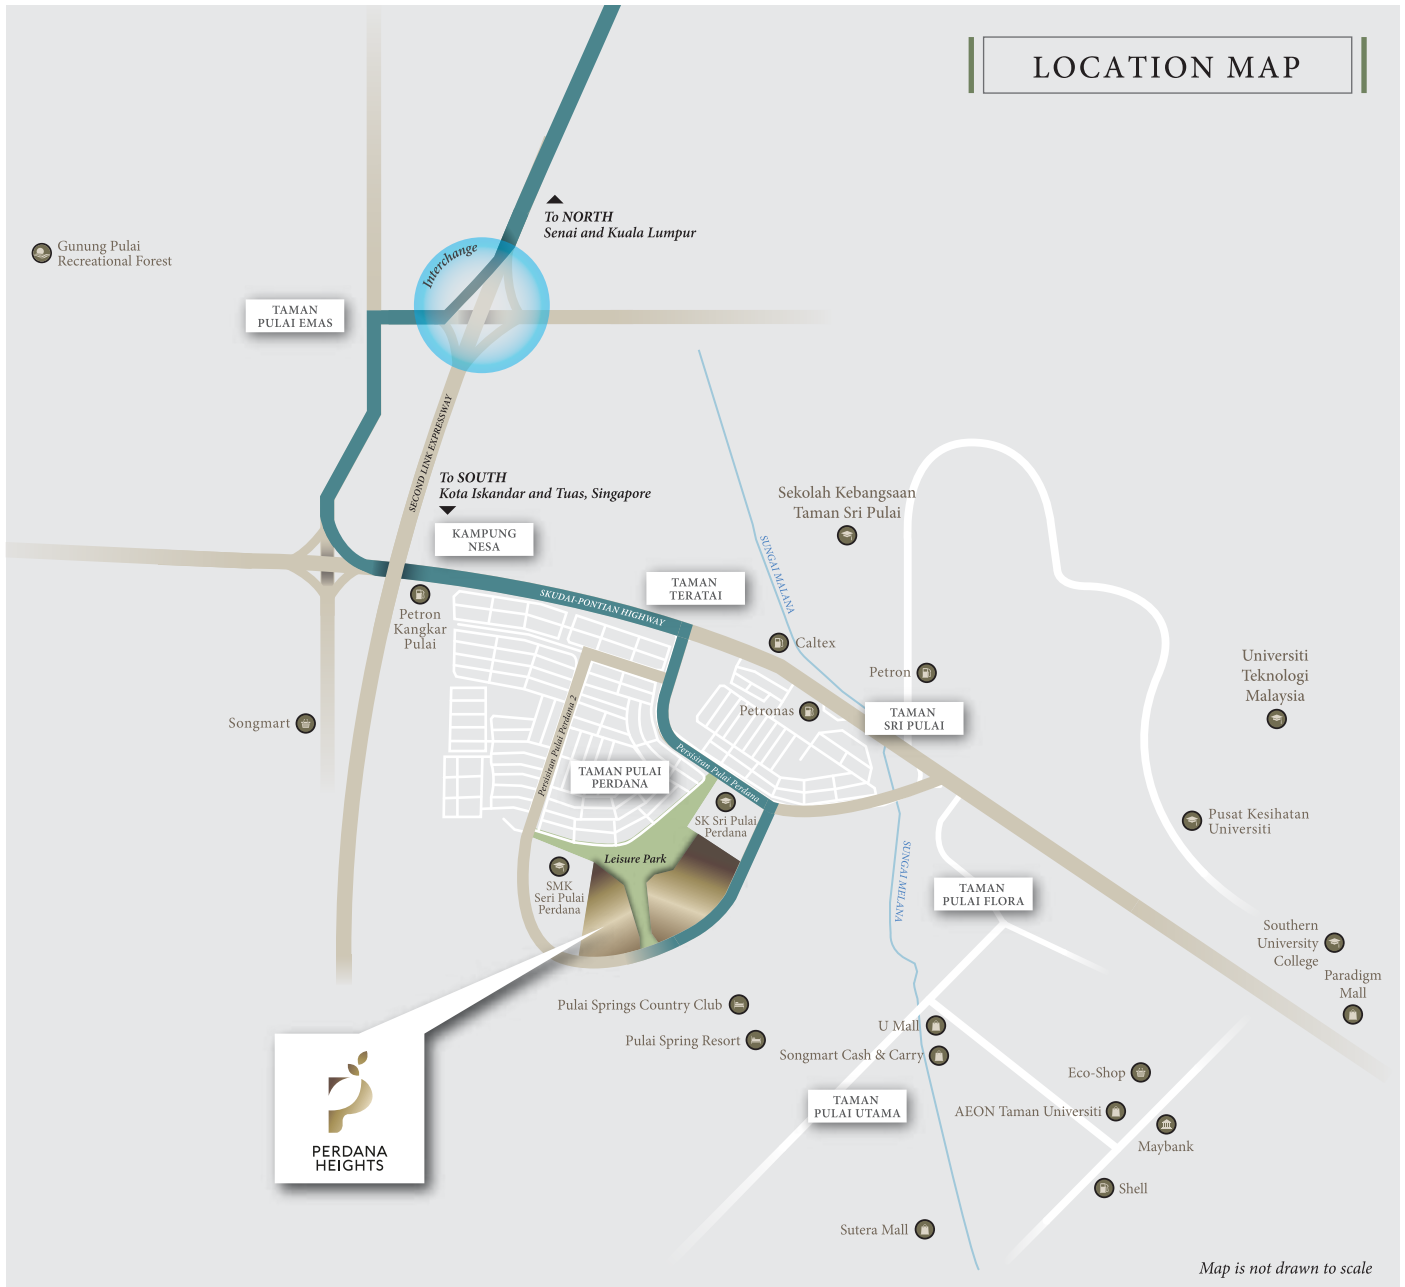 LOCATION MAP
To NORTH
Senai and Kuala Lumpur
Gunung Pulai
Recreational Forest
Interchange
TAMAN
PULAI EMAS
SECOND LINK EXPRESSWAY
To SOUTH
Kota Iskandar and Tuas, Singapore
KAMPUNG
NESA
Sekolah Kebangsaan
Taman Sri Pulai
SUNGAI MALANA
TAMAN
TERATAI
SKUDAI-PONTIAN HIGHWAY
Petron
Kangkar
Pulai
Caltex
Petron
Universiti
Teknologi
Malaysia
Songmart
Petronas
TAMAN
SRI PULAI
Persisiran Pulai Perdana 2
Persisiran Pulai Perdana
TAMAN PULAI
PERDANA
SK Sri Pulai
Perdana
Pusat Kesihatan
Universiti
Leisure Park
SMK
Seri Pulai
Perdana
SUNGAI MELANA
TAMAN
PULAI FLORA
Southern
University
College
Paradigm
Mall
Pulai Springs Country Club
Pulai Spring Resort
U Mall
Songmart Cash & Carry
Eco-Shop
TAMAN
PULAI UTAMA
AEON Taman Universiti
Maybank
PERDANA
HEIGHTS
Shell
Sutera Mall
Map is not drawn to scale